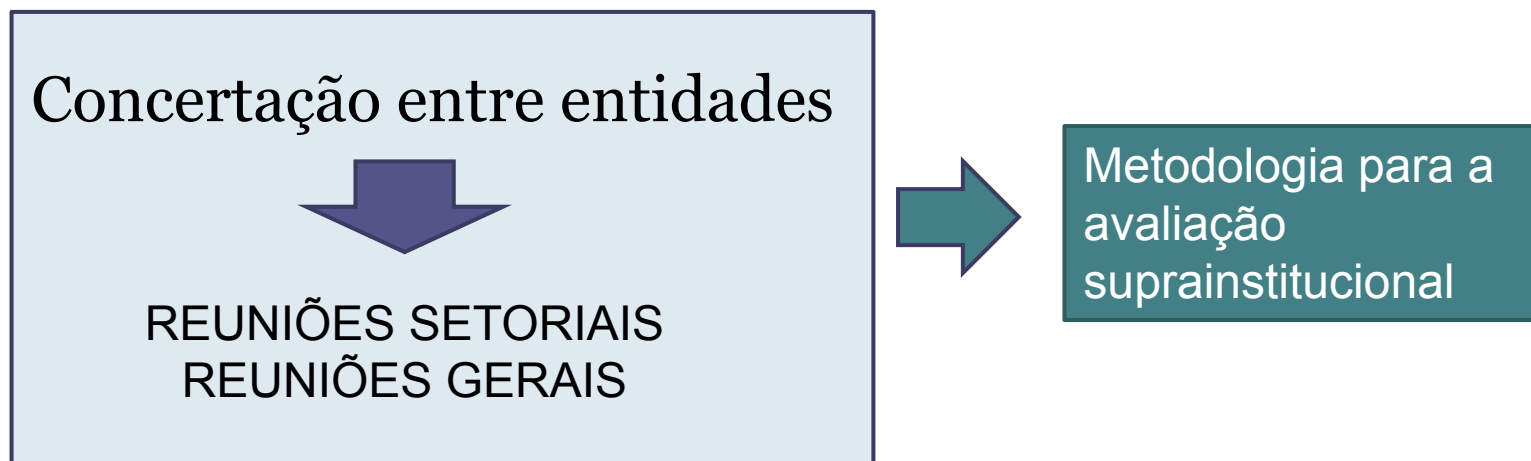 Concertação entre entidades
REUNIÕES SETORIAIS
REUNIÕES GERAIS
Metodologia para a
avaliação
suprainstitucional